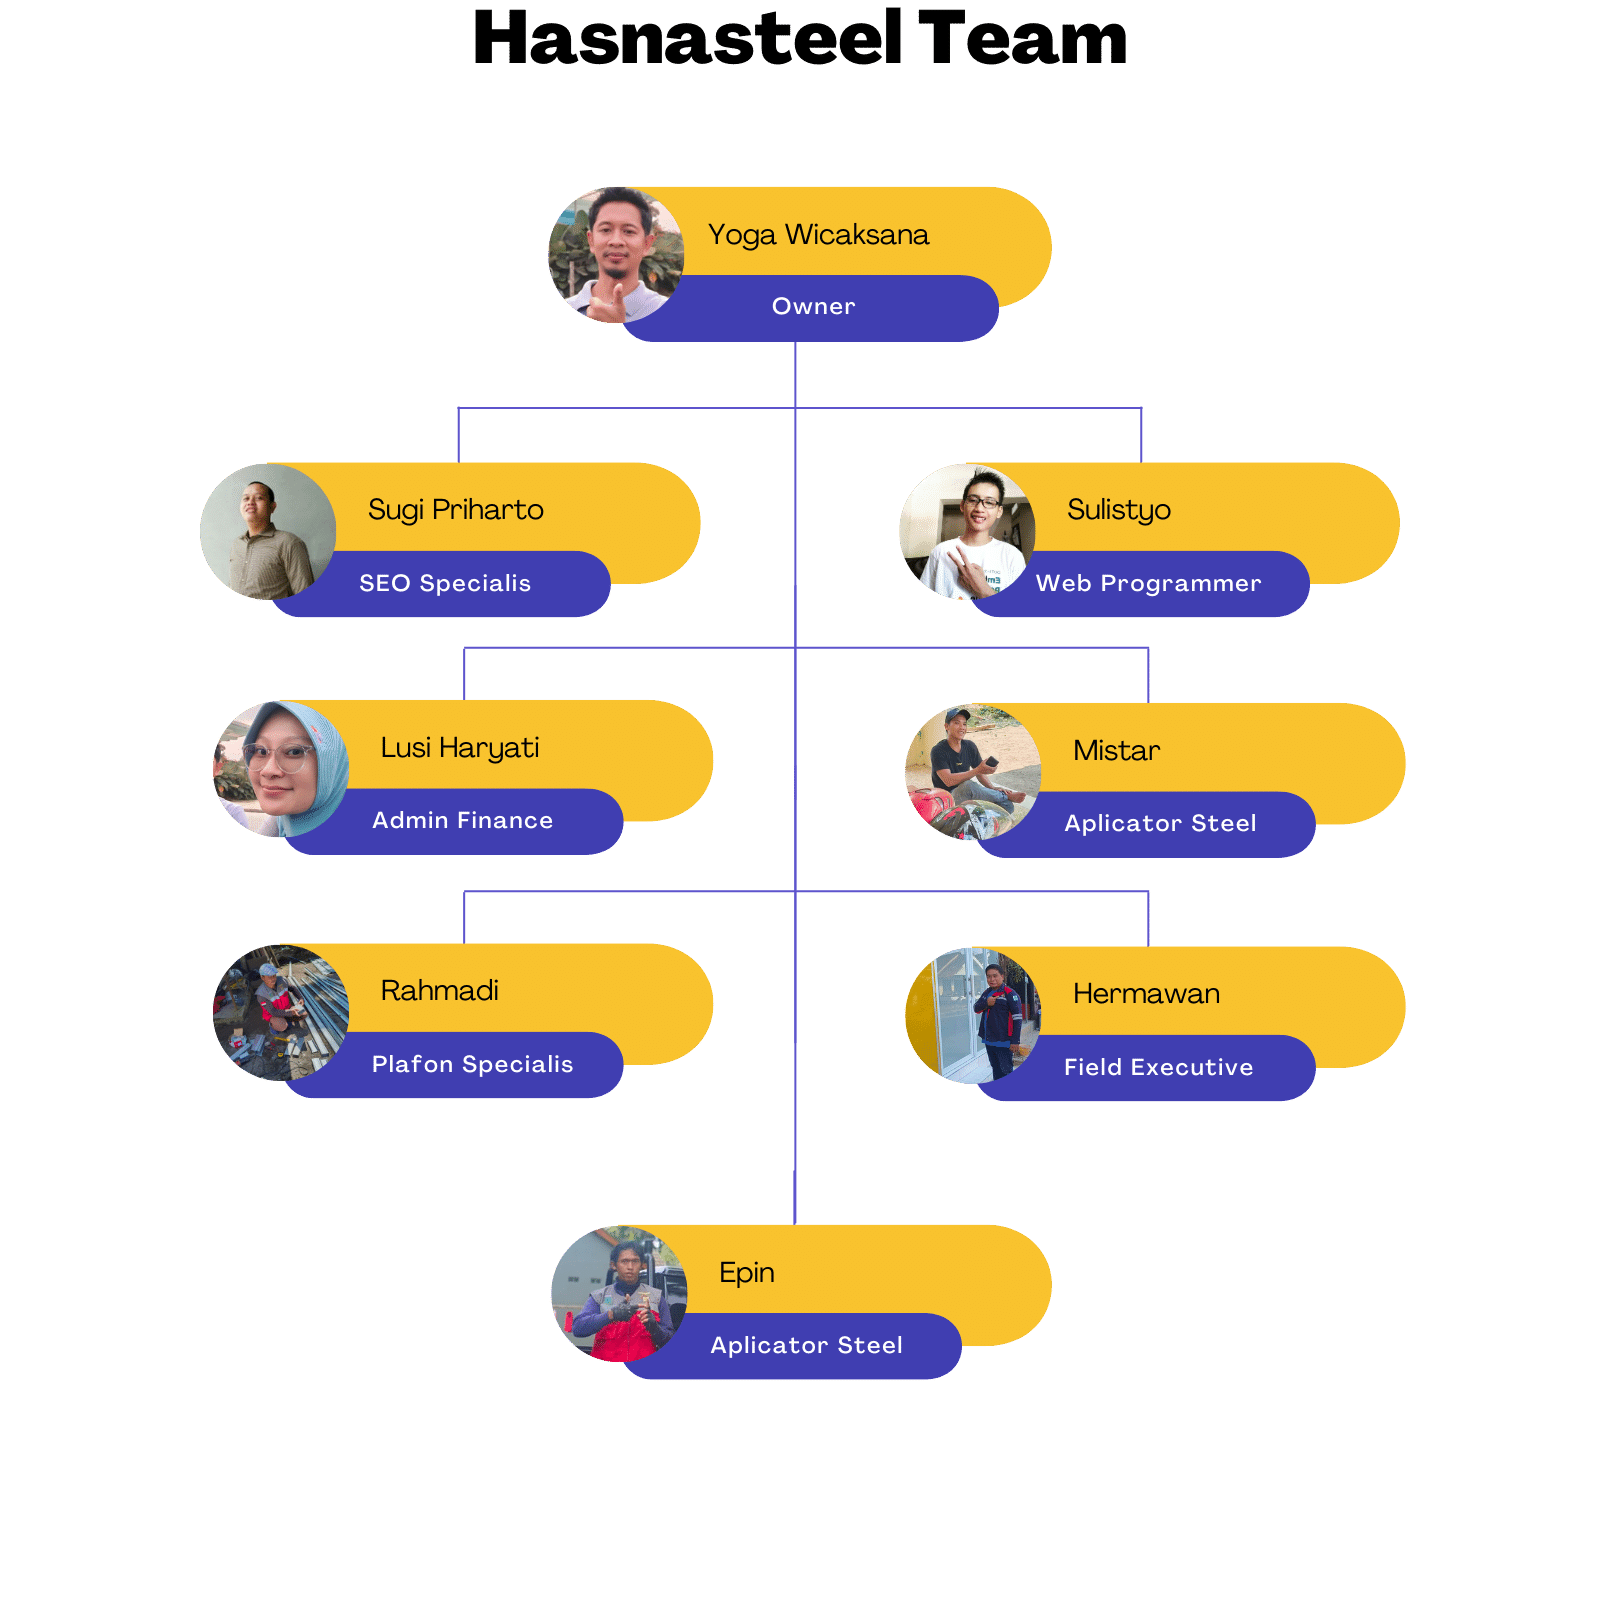 Hasnasteel Team
Yoga Wicaksana
Owner
Sugi Priharto
SEO Specialis
Sulistyo
Web Programmer
Lusi Haryati
Admin Finance
Mistar
Aplicator Steel
Rahmadi
Plafon Specialis
Hermawan
Field Executive
Epin
Aplicator Steel